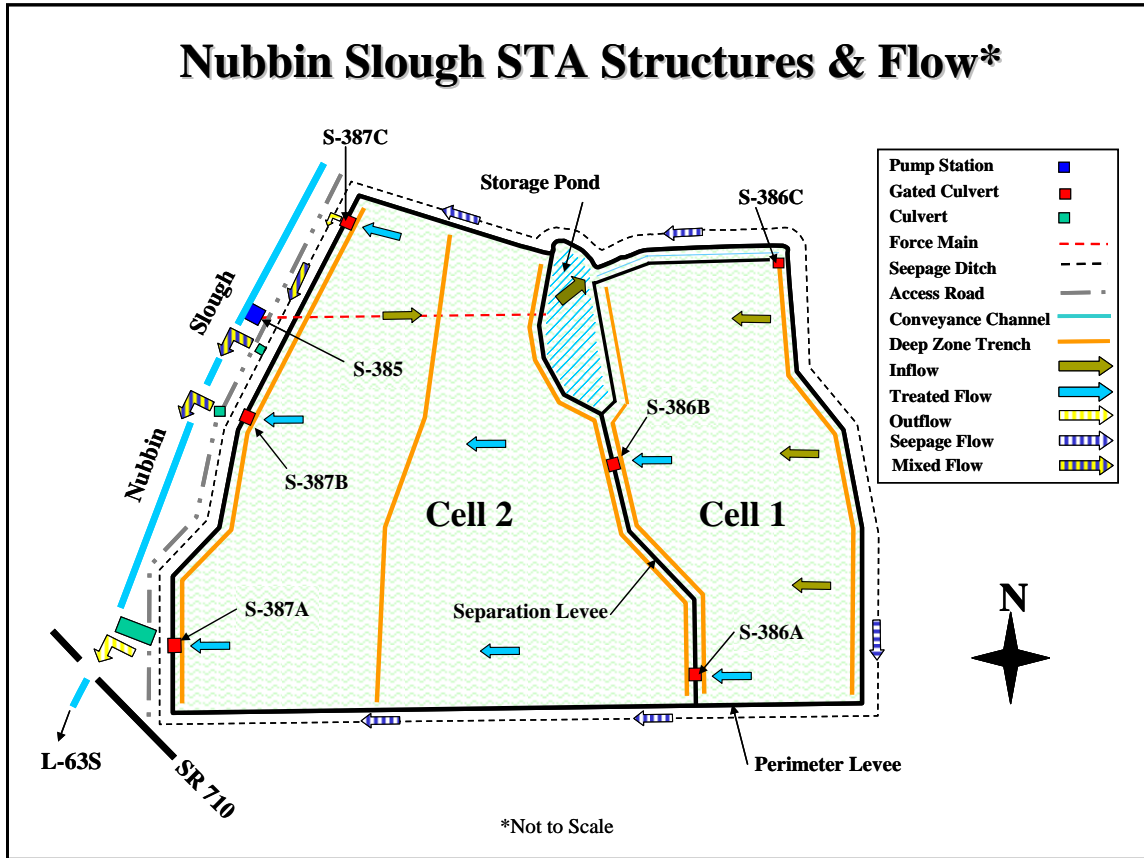 Nubbin Slough STA Structures & Flow*
S-387C
Storage Pond
S-386C
Pump Station
Gated Culvert
Culvert
Force Main
Seepage Ditch
Access Road
Conveyance Channel
Deep Zone Trench
Inflow
Treated Flow
Outflow
Seepage Flow
Mixed Flow
Slough
S-385
S-386B
Nubbin
S-387B
Cell 2
Cell 1
S-387A
Separation Levee
S-386A
N
L-63S
SR 710
Perimeter Levee
*Not to Scale